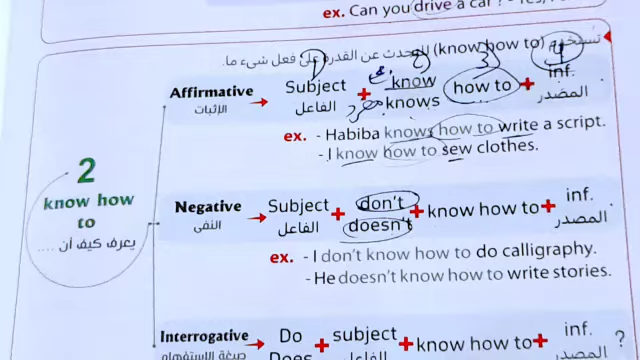 ex. Can you drive a car?
نستخدم (know how to) للتحدث عن القدرة على فعل شيء ما.
Affirmative الإثبات
Subject الفاعل + know knows + how to + inf. المصدر
ex. - Habiba knows how to write a script.
- I know how to sew clothes.
2
know how to
يعرف كيف أن ....
Negative النفي
Subject الفاعل + don't doesn't + know how to + inf. المصدر
ex. - I don't know how to do calligraphy.
- He doesn't know how to write stories.
Interrogative صيغة الاستفهام
Do Does + subject الفاعل + know how to + inf. المصدر ?